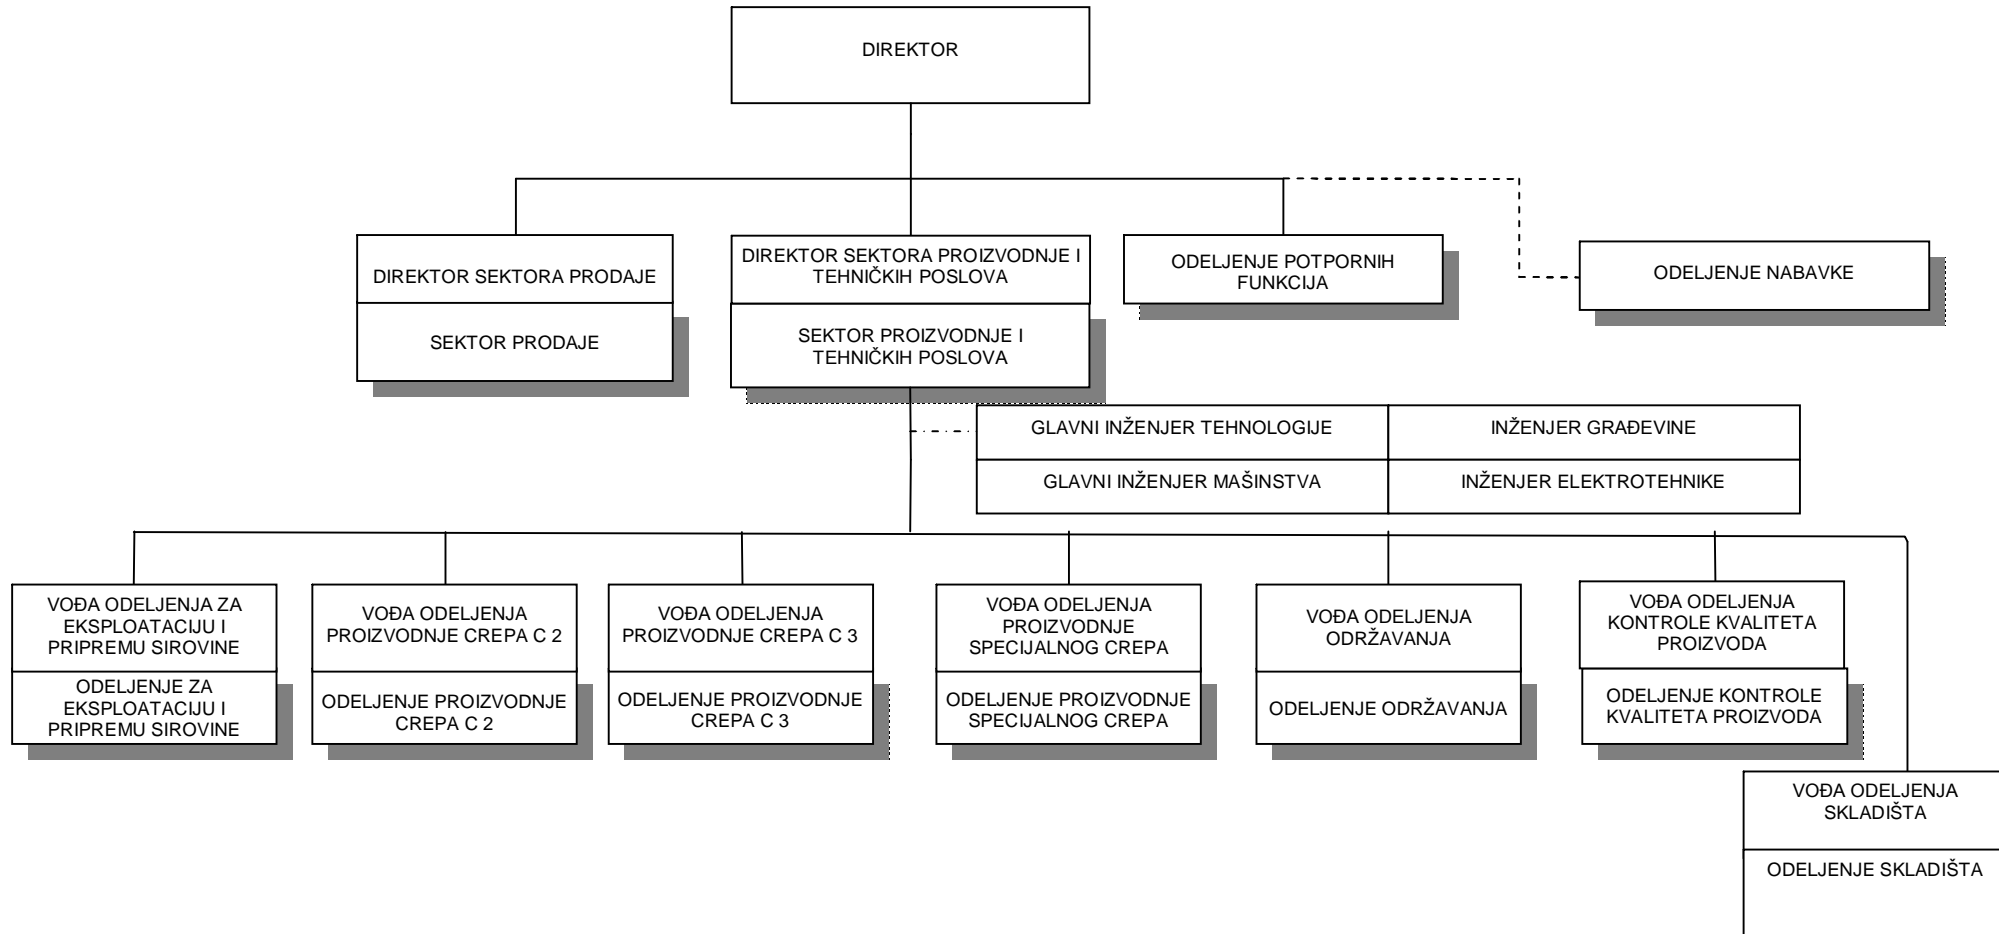 DIREKTOR
DIREKTOR SEKTORA PRODAJE
SEKTOR PRODAJE
DIREKTOR SEKTORA PROIZVODNJE I
TEHNIČKIH POSLOVA
SEKTOR PROIZVODNJE I
TEHNIČKIH POSLOVA
ODELJENJE POTPORNIH
FUNKCIJA
ODELJENJE NABAVKE
GLAVNI INŽENJER TEHNOLOGIJE
INŽENJER GRAĐEVINE
GLAVNI INŽENJER MAŠINSTVA
INŽENJER ELEKTROTEHNIKE
VOĐA ODELJENJA ZA
EKSPLOATACIJU I
PRIPREMU SIROVINE
ODELJENJE ZA
EKSPLOATACIJU I
PRIPREMU SIROVINE
VOĐA ODELJENJA
PROIZVODNJE CREPA C 2
ODELJENJE PROIZVODNJE
CREPA C 2
VOĐA ODELJENJA
PROIZVODNJE CREPA C 3
ODELJENJE PROIZVODNJE
CREPA C 3
VOĐA ODELJENJA
PROIZVODNJE
SPECIJALNOG CREPA
ODELJENJE PROIZVODNJE
SPECIJALNOG CREPA
VOĐA ODELJENJA
ODRŽAVANJA
ODELJENJE ODRŽAVANJA
VOĐA ODELJENJA
KONTROLE KVALITETA
PROIZVODA
ODELJENJE KONTROLE
KVALITETA PROIZVODA
VOĐA ODELJENJA
SKLADIŠTA
ODELJENJE SKLADIŠTA